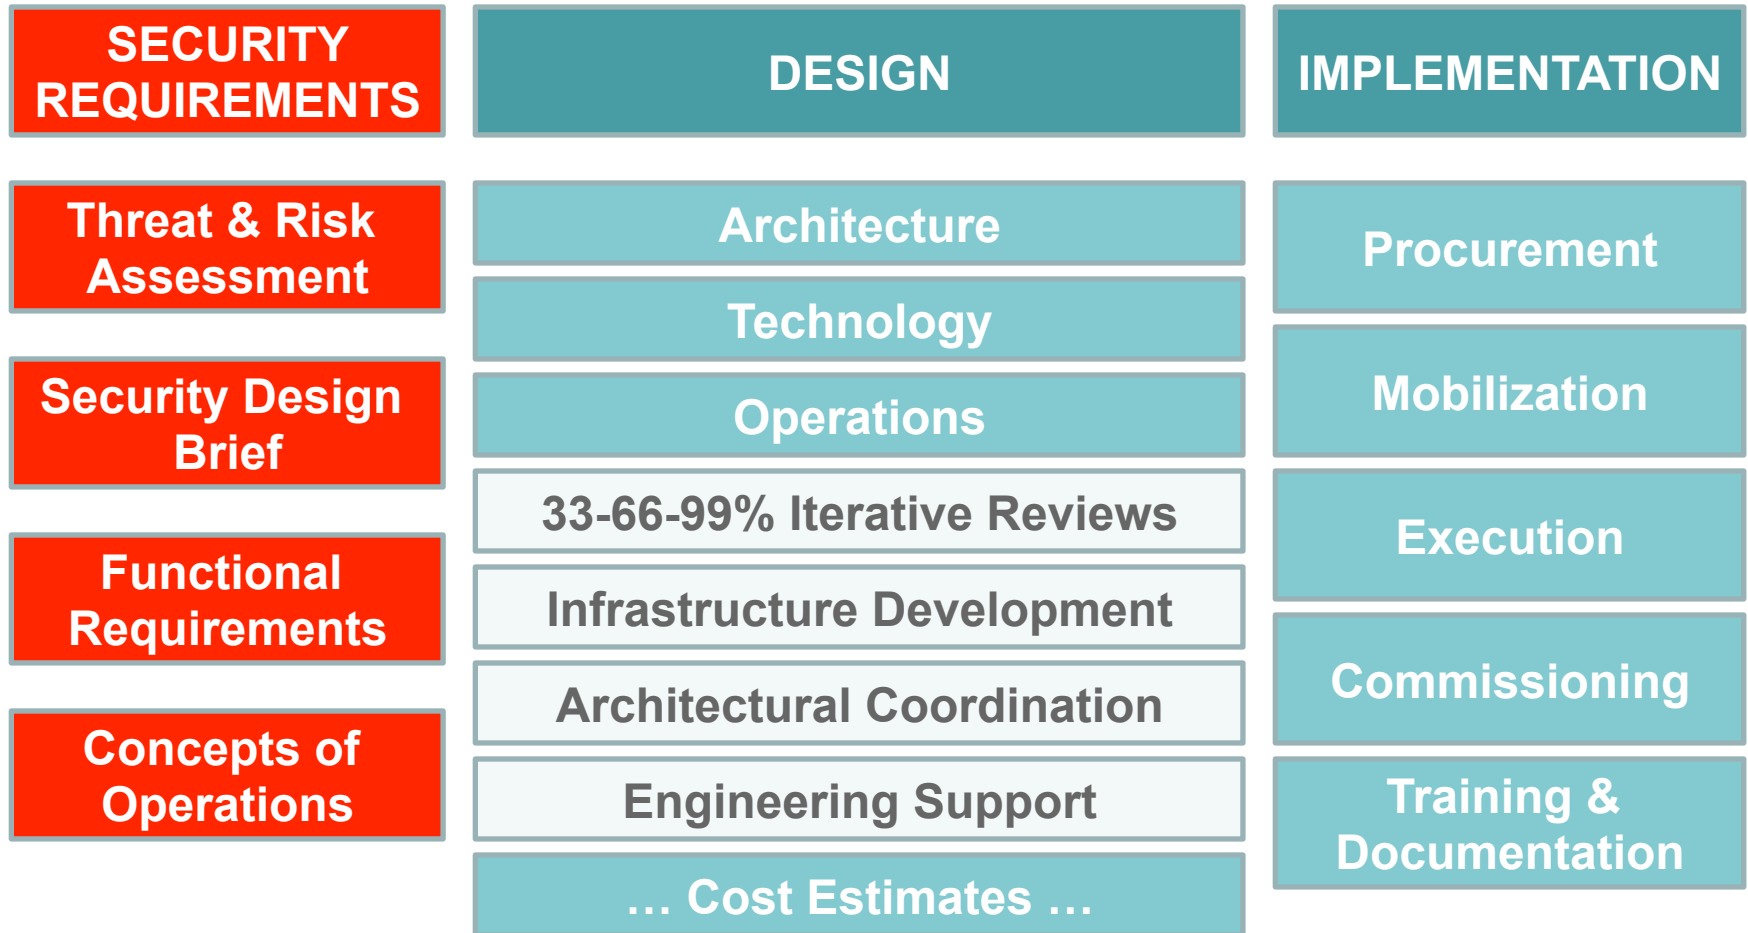 SECURITY
REQUIREMENTS
Threat & Risk
Assessment
Security Design
Brief
Functional
Requirements
Concepts of
Operations
DESIGN
Architecture
Technology
Operations
33-66-99% Iterative Reviews
Infrastructure Development
Architectural Coordination
Engineering Support
… Cost Estimates …
IMPLEMENTATION
Procurement
Mobilization
Execution
Commissioning
Training &
Documentation